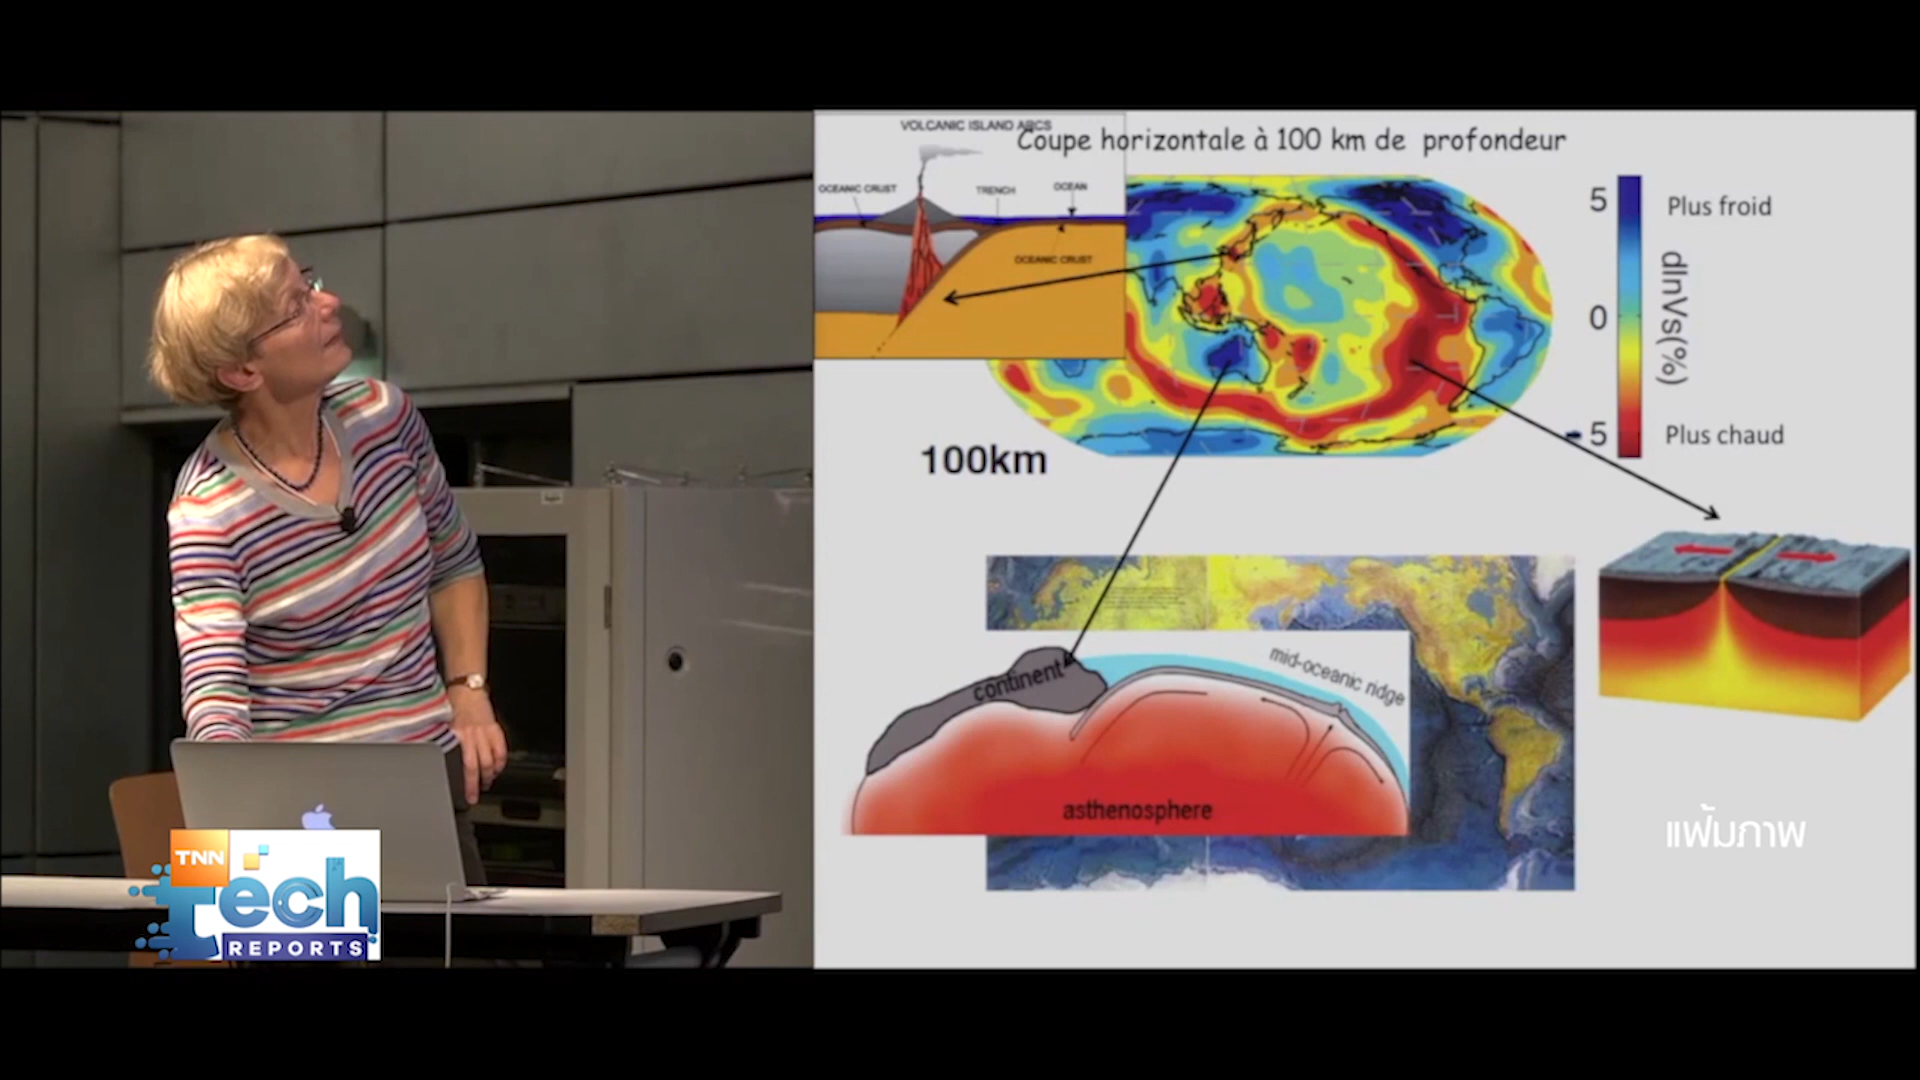 VOLCANIC ISLAND ARCS
Coupe horizontale à 100 km de profondeur
OCEANIC CRUST
TRENCH
OCEAN
OCEANIC CRUST
5
Plus froid
0
dlnVs(%)
-5
Plus chaud
100km
continent
mid-oceanic ridge
asthenosphere
แฟ้มภาพ
TNN
Tech
REPORTS